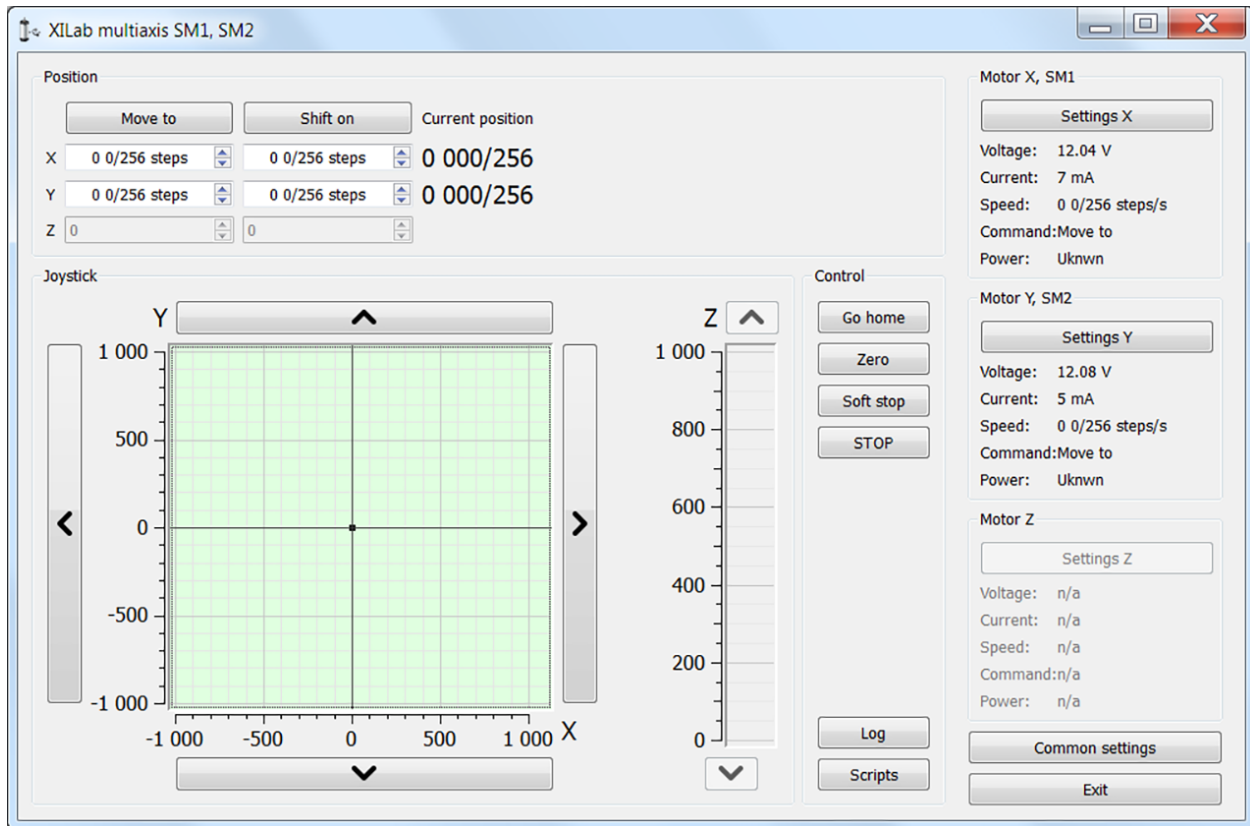 XILab multiaxis SM1, SM2
Position
Move to Shift on Current position
X 0 0/256 steps 0 0/256 steps 0 000/256
Y 0 0/256 steps 0 0/256 steps 0 000/256
Z 0 0
Joystick
Y
1 000
500
0
-500
-1 000
-1 000 -500 0 500 1 000 X
Z
1 000
800
600
400
200
0
Control
Go home
Zero
Soft stop
STOP
Log
Scripts
Motor X, SM1
Settings X
Voltage: 12.04 V
Current: 7 mA
Speed: 0 0/256 steps/s
Command:Move to
Power: Uknwn
Motor Y, SM2
Settings Y
Voltage: 12.08 V
Current: 5 mA
Speed: 0 0/256 steps/s
Command:Move to
Power: Uknwn
Motor Z
Settings Z
Voltage: n/a
Current: n/a
Speed: n/a
Command:n/a
Power: n/a
Common settings
Exit